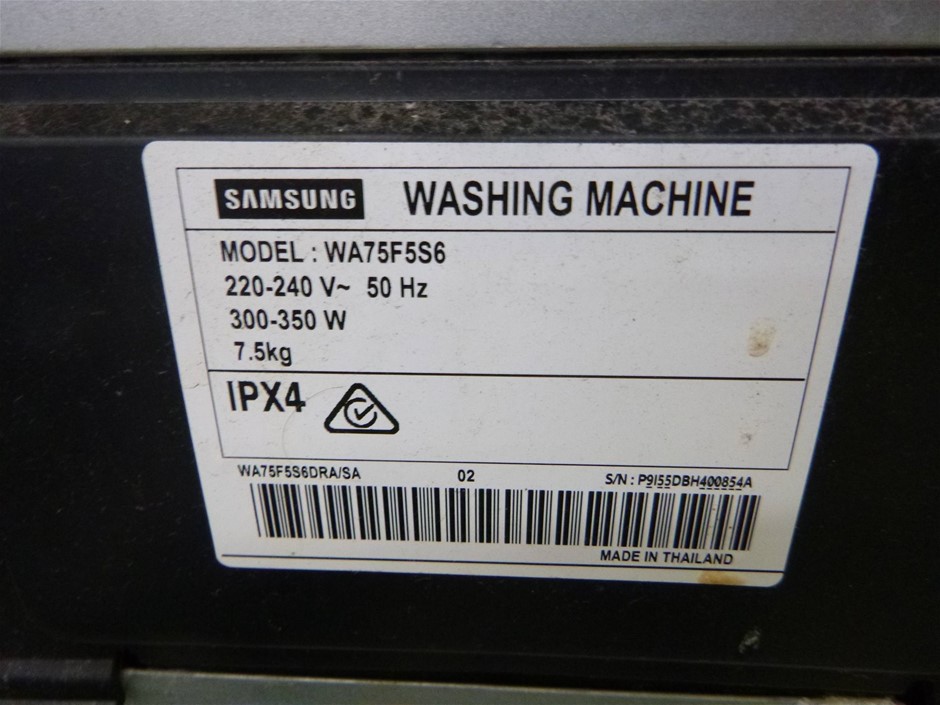 SAMSUNG WASHING MACHINE
MODEL : WA75F5S6
220-240 V~ 50 Hz
300-350 W
7.5kg
IPX4
WA75F5S6DRA/SA 02 S/N : P9I55DBH400854A
MADE IN THAILAND